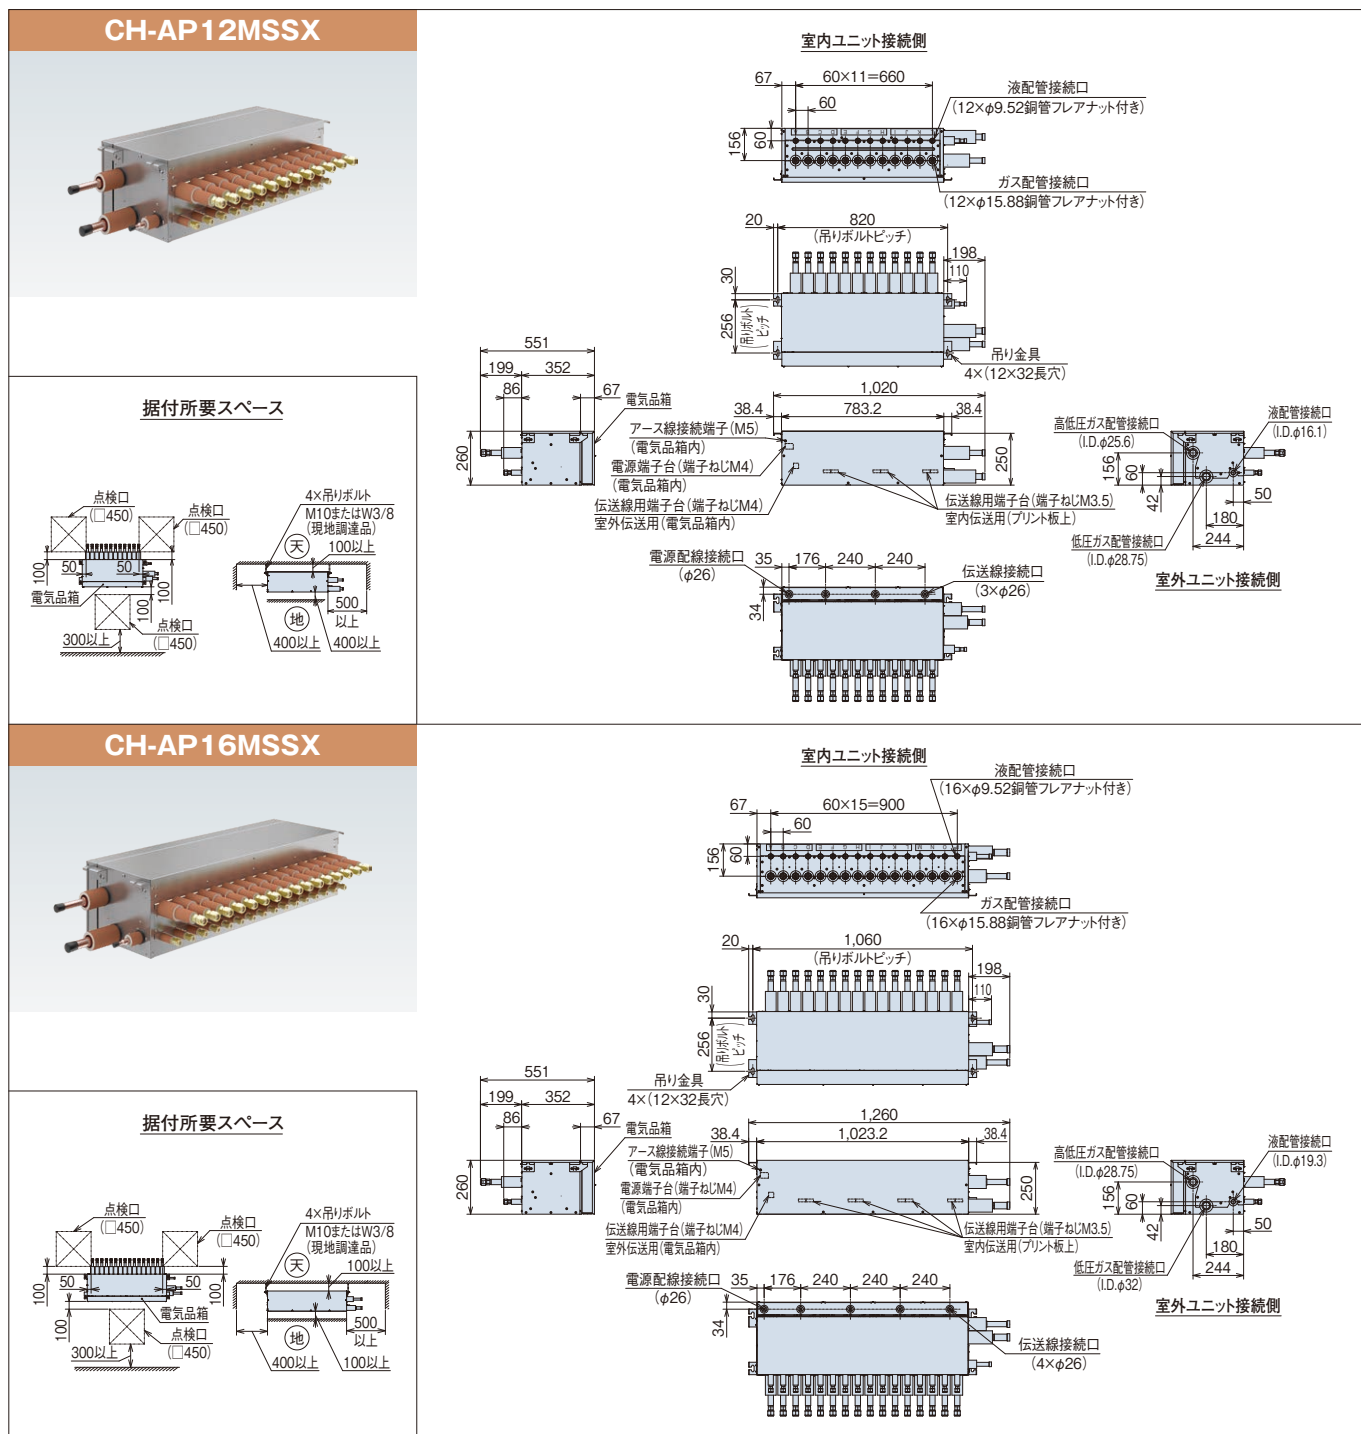 CH-AP12MSSX
室内ユニット接続側
67
60×11=660
60
液配管接続口
(12×φ9.52銅管フレアナット付き)
156
60
ガス配管接続口
(12×φ15.88銅管フレアナット付き)
20
820
(吊りボルトピッチ)
198
110
30
256
(吊りボルト
ピッチ)
吊り金具
4×(12×32長穴)
551
199
352
86
67
電気品箱
260
1,020
38.4
783.2
38.4
アース線接続端子(M5)
(電気品箱内)
電源端子台(端子ねじM4)
(電気品箱内)
伝送線用端子台(端子ねじM4)
室外伝送用(電気品箱内)
250
伝送線用端子台(端子ねじM3.5)
室内伝送用(プリント板上)
高低圧ガス配管接続口
(I.D.φ25.6)
液配管接続口
(I.D.φ16.1)
156
60
42
50
180
244
低圧ガス配管接続口
(I.D.φ28.75)
室外ユニット接続側
電源配線接続口
(φ26)
35
176
240
240
伝送線接続口
(3×φ26)
34
据付所要スペース
点検口
(□450)
点検口
(□450)
100
50
50
100
電気品箱
100
点検口
(□450)
300以上
4×吊りボルト
M10またはW3/8
(現地調達品)
天
100以上
500
以上
地
400以上
400以上
CH-AP16MSSX
室内ユニット接続側
液配管接続口
(16×φ9.52銅管フレアナット付き)
67
60×15=900
60
156
60
ガス配管接続口
(16×φ15.88銅管フレアナット付き)
20
1,060
(吊りボルトピッチ)
198
110
30
256
(吊りボルト
ピッチ)
吊り金具
4×(12×32長穴)
551
199
352
86
67
電気品箱
260
1,260
38.4
1,023.2
38.4
アース線接続端子(M5)
(電気品箱内)
電源端子台(端子ねじM4)
(電気品箱内)
伝送線用端子台(端子ねじM4)
室外伝送用(電気品箱内)
250
伝送線用端子台(端子ねじM3.5)
室内伝送用(プリント板上)
高低圧ガス配管接続口
(I.D.φ28.75)
液配管接続口
(I.D.φ19.3)
156
60
42
50
180
244
低圧ガス配管接続口
(I.D.φ32)
室外ユニット接続側
電源配線接続口
(φ26)
35
176
240
240
240
34
伝送線接続口
(4×φ26)
据付所要スペース
点検口
(□450)
点検口
(□450)
100
50
50
100
電気品箱
100
点検口
(□450)
300以上
4×吊りボルト
M10またはW3/8
(現地調達品)
天
100以上
500
以上
地
400以上
100以上